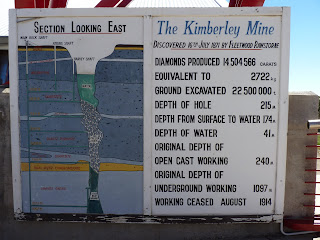 Section Looking East
The Kimberley Mine
Discovered 16th July 1871 by Fleetwood Rawstorne
Diamonds produced 14 504 566 carats
Equivalent to 2722 kg
Ground excavated 22 500 000 t
Depth of hole 215 m
Depth from surface to water 174 m
Depth of water 41 m
Original depth of
open cast working 240 m
Original depth of
underground working 1097 m
Working ceased August 1914